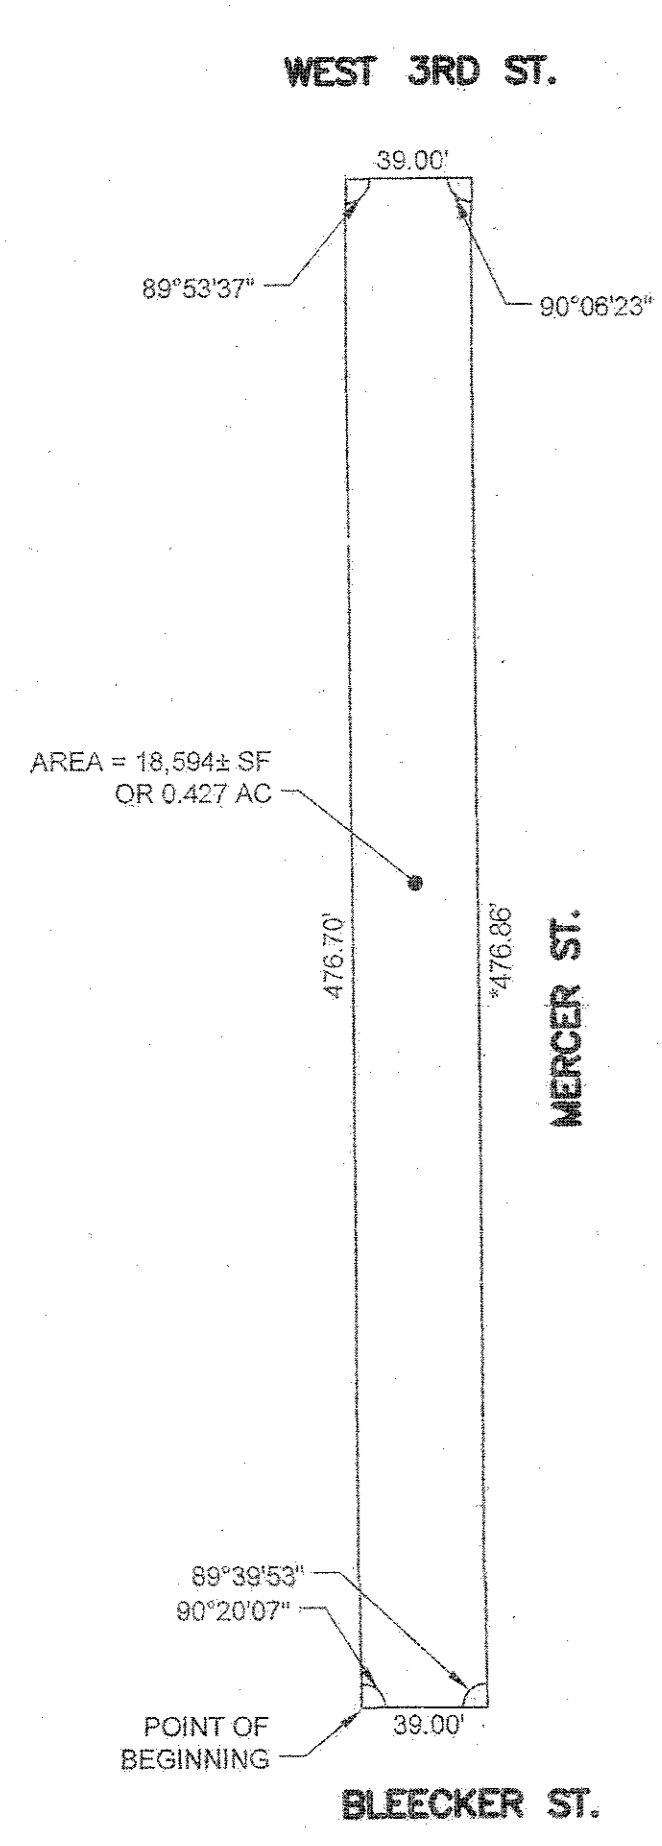 WEST 3RD ST.
39.00'
89°53'37"
90°06'23"
AREA = 18,594± SF
OR 0.427 AC
476.70'
*476.86'
MERCER ST.
89°39'53"
90°20'07"
39.00'
POINT OF
BEGINNING
BLEECKER ST.